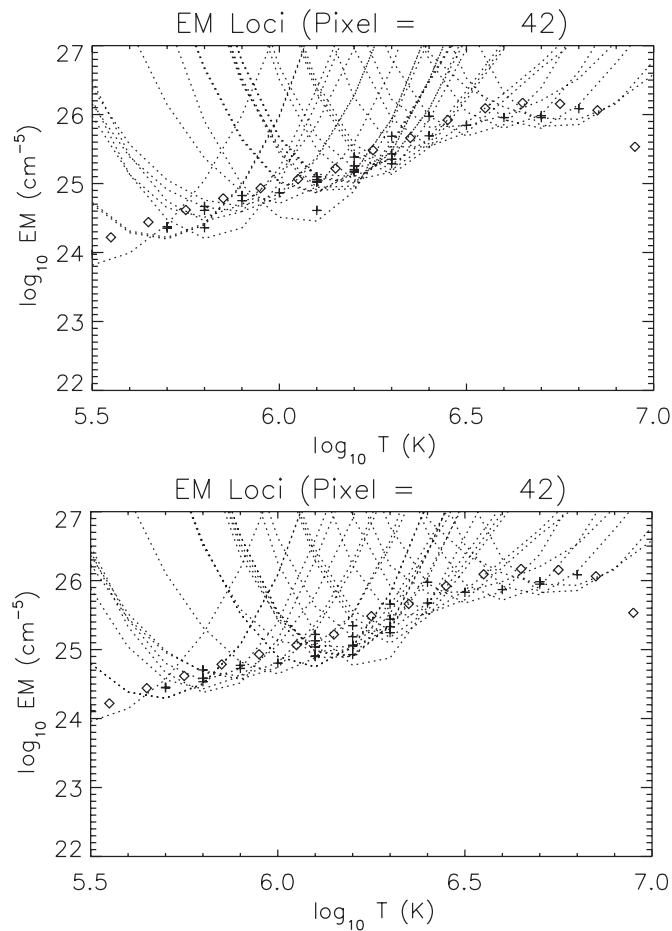 EM Loci (Pixel = 42)
27
26
25
24
23
22
log₁₀ EM (cm⁻⁵)
5.5 6.0 6.5 7.0
log₁₀ T (K)
EM Loci (Pixel = 42)
27
26
25
24
23
22
log₁₀ EM (cm⁻⁵)
5.5 6.0 6.5 7.0
log₁₀ T (K)